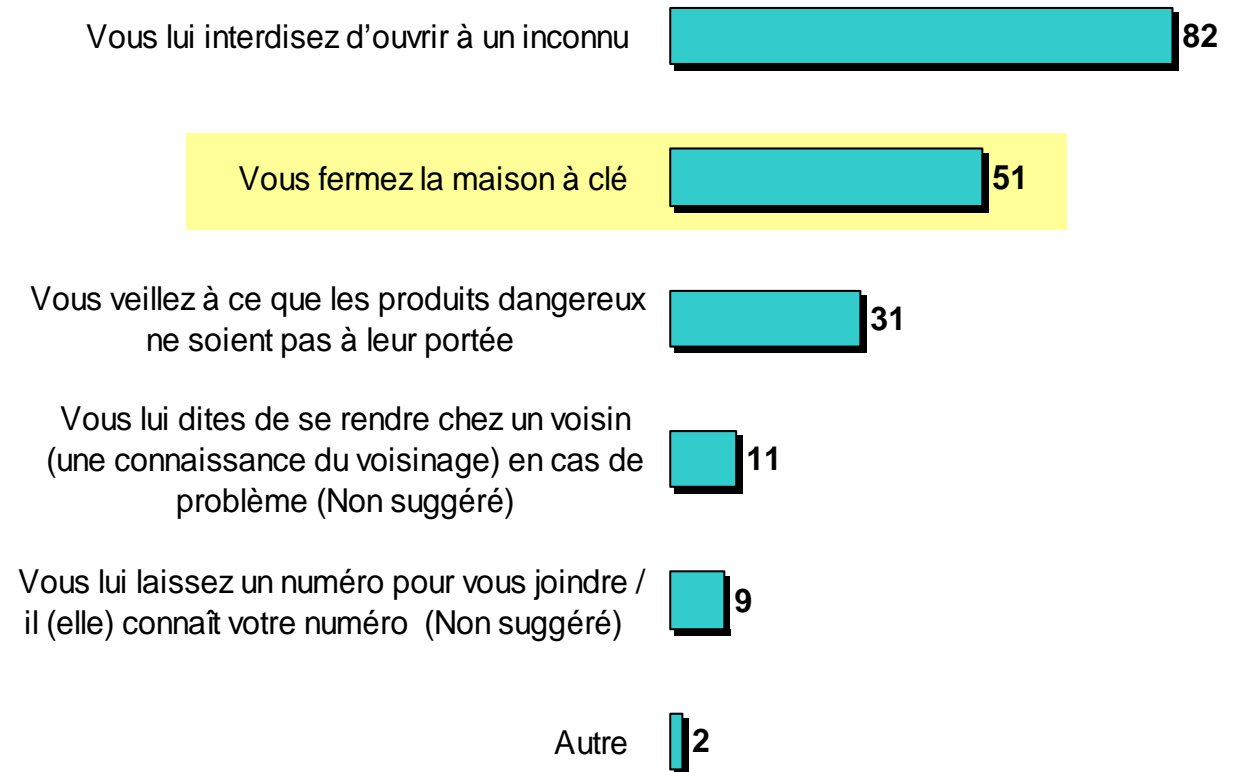 Vous lui interdisez d’ouvrir à un inconnu 82
Vous fermez la maison à clé 51
Vous veillez à ce que les produits dangereux
ne soient pas à leur portée 31
Vous lui dites de se rendre chez un voisin
(une connaissance du voisinage) en cas de
problème (Non suggéré) 11
Vous lui laissez un numéro pour vous joindre /
il (elle) connaît votre numéro (Non suggéré) 9
Autre 2